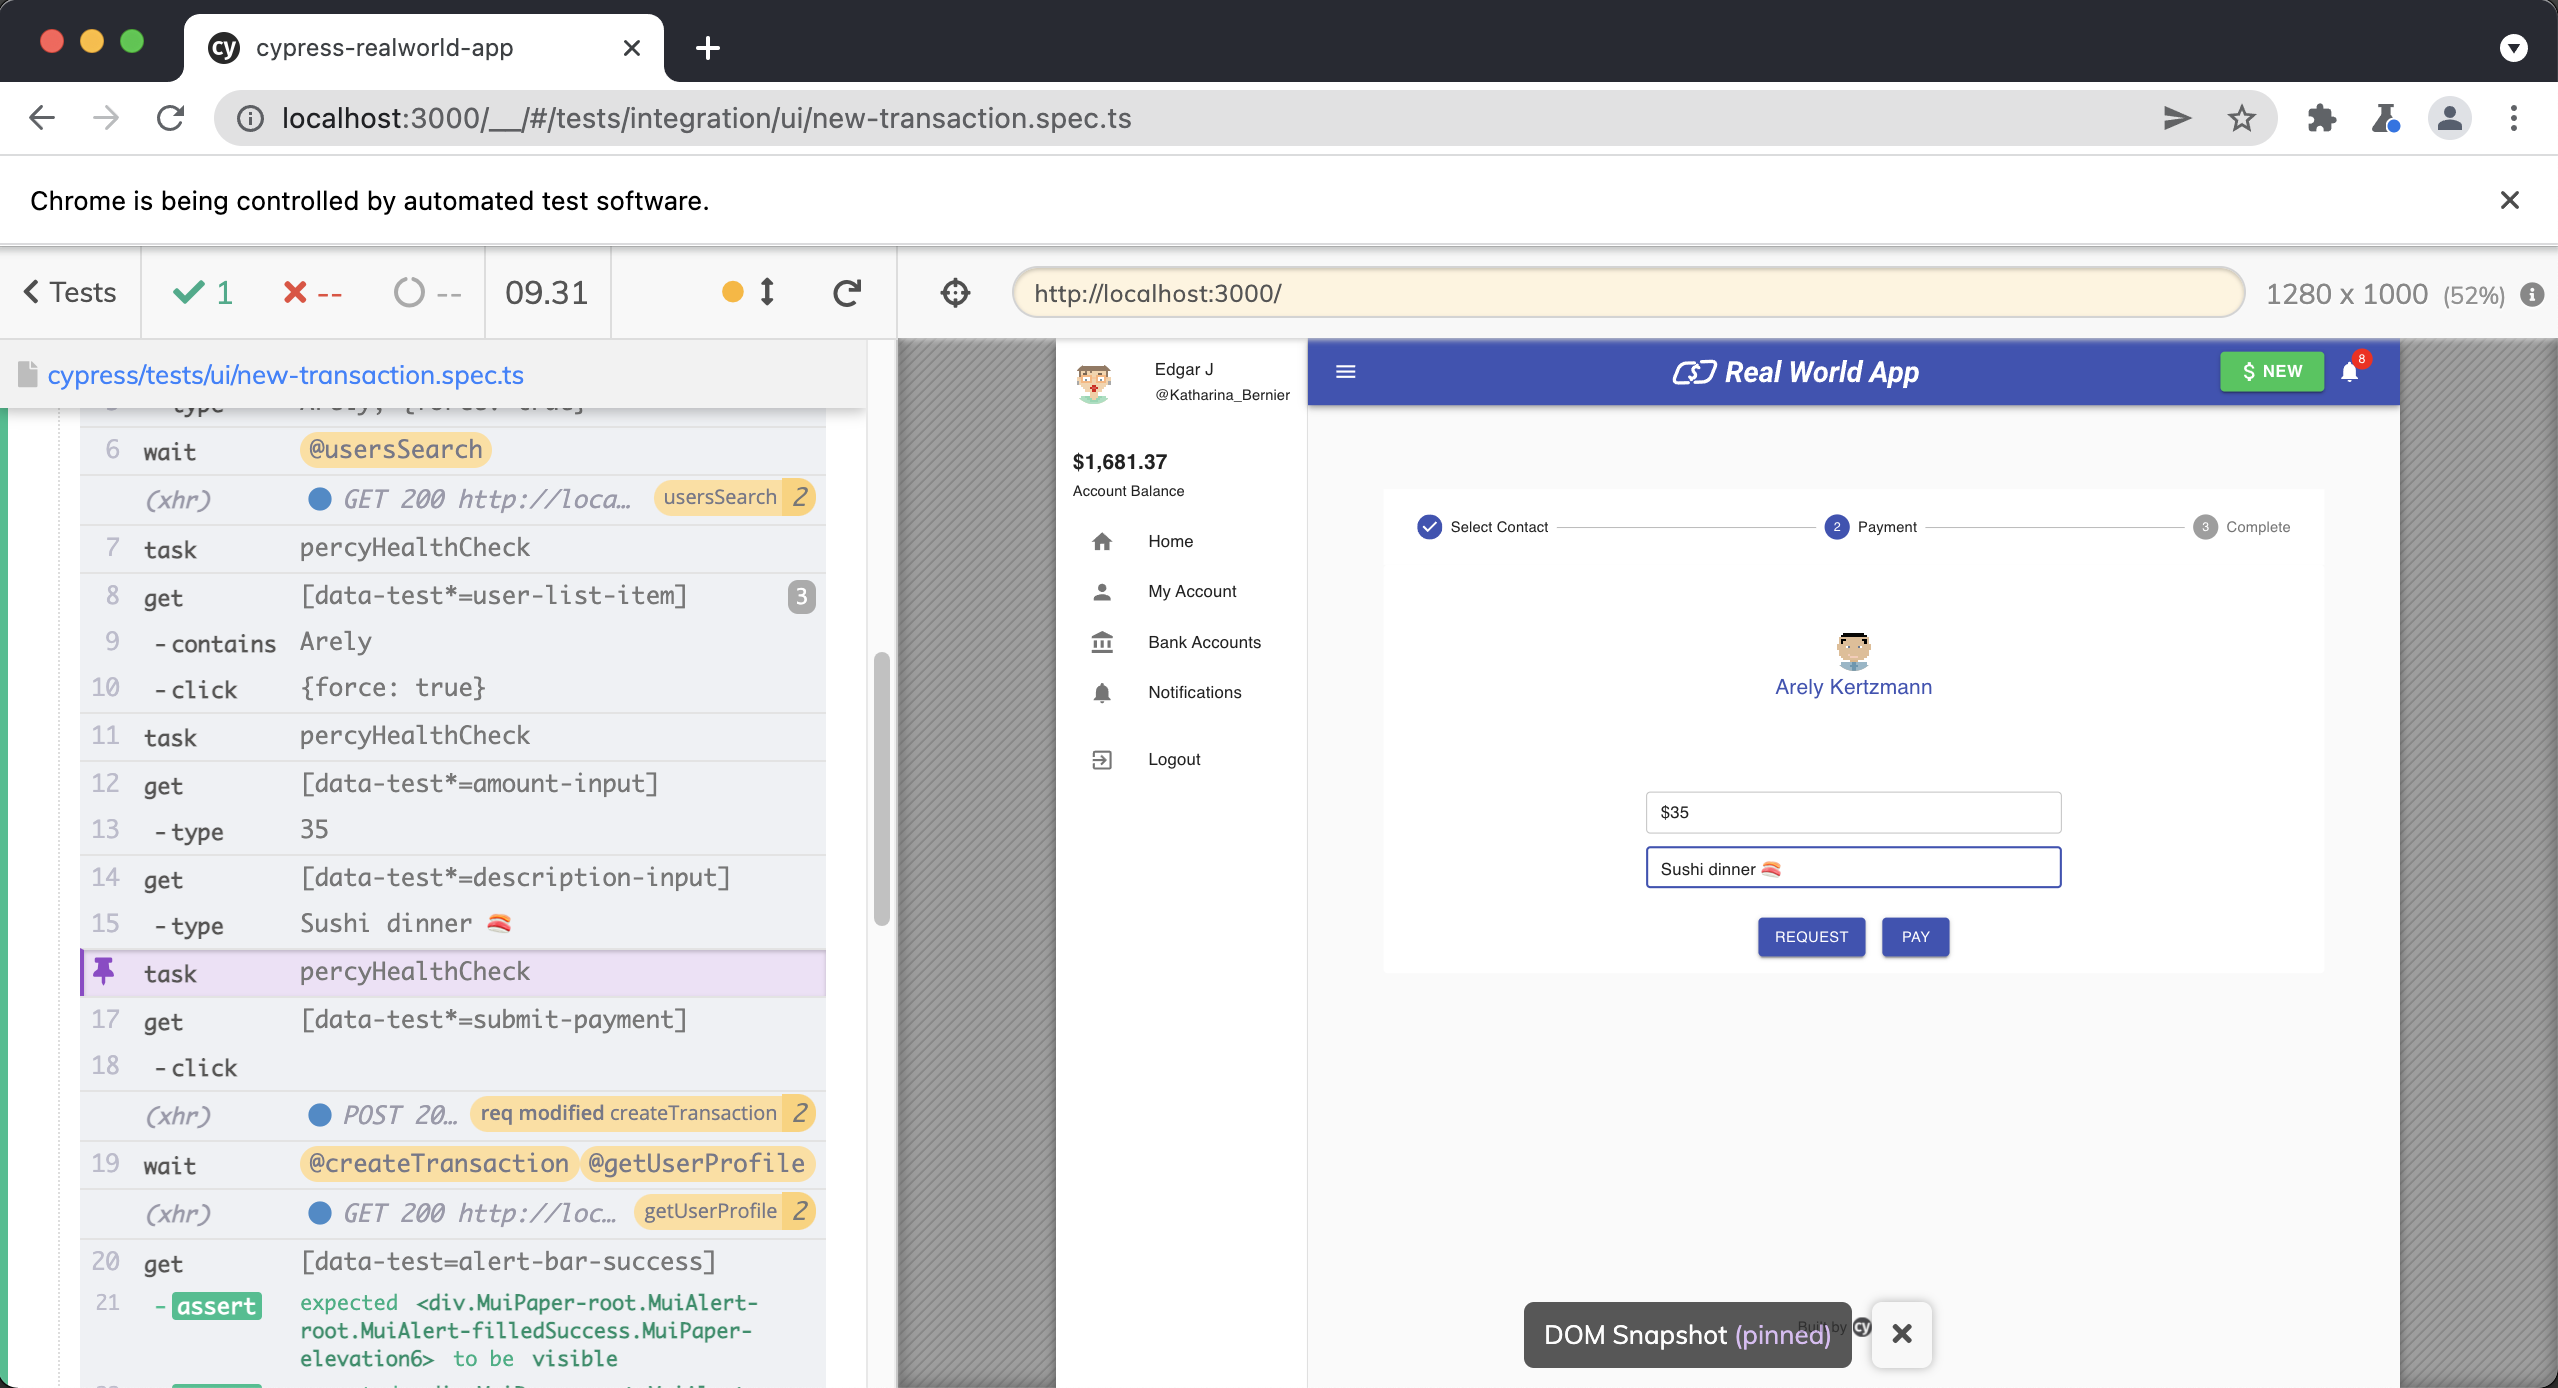 cypress-realworld-app
localhost:3000/__/#/tests/integration/ui/new-transaction.spec.ts
Chrome is being controlled by automated test software.
Tests
1
--
--
09.31
http://localhost:3000/
1280 x 1000 (52%)
cypress/tests/ui/new-transaction.spec.ts
6 wait @usersSearch
(xhr) GET 200 http://loca… usersSearch 2
7 task percyHealthCheck
8 get [data-test*=user-list-item] 3
9 -contains Arely
10 -click {force: true}
11 task percyHealthCheck
12 get [data-test*=amount-input]
13 -type 35
14 get [data-test*=description-input]
15 -type Sushi dinner 🍣
task percyHealthCheck
17 get [data-test*=submit-payment]
18 -click
(xhr) POST 20… req modified createTransaction 2
19 wait @createTransaction @getUserProfile
(xhr) GET 200 http://loc… getUserProfile 2
20 get [data-test=alert-bar-success]
21 -assert expected <div.MuiPaper-root.MuiAlert-
root.MuiAlert-filledSuccess.MuiPaper-
elevation6> to be visible
Edgar J
@Katharina_Bernier
$1,681.37
Account Balance
Home
My Account
Bank Accounts
Notifications
Logout
Real World App
$ NEW
8
Select Contact
2 Payment
3 Complete
Arely Kertzmann
$35
Sushi dinner 🍣
REQUEST
PAY
Built by cy
DOM Snapshot (pinned)